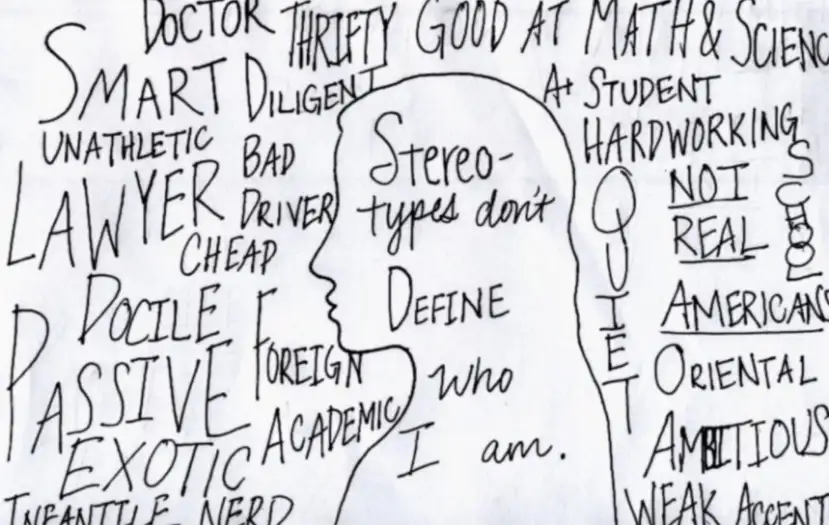 DOCTOR THRIFTY GOOD AT MATH & SCIENC
SMART DILIGENT
A+ STUDENT
UNATHLETIC
BAD
DRIVER
HARDWORKING
LAWYER
CHEAP
Stereo-
types don't
DEFINE
who
I am.
QUIET
NOT
REAL
AMERICANS
DOCILE
FOREIGN
PASSIVE
ACADEMIC
EXOTIC
ORIENTAL
AMBITIOUS
INFANTILE NERD
WEAK ACCENT